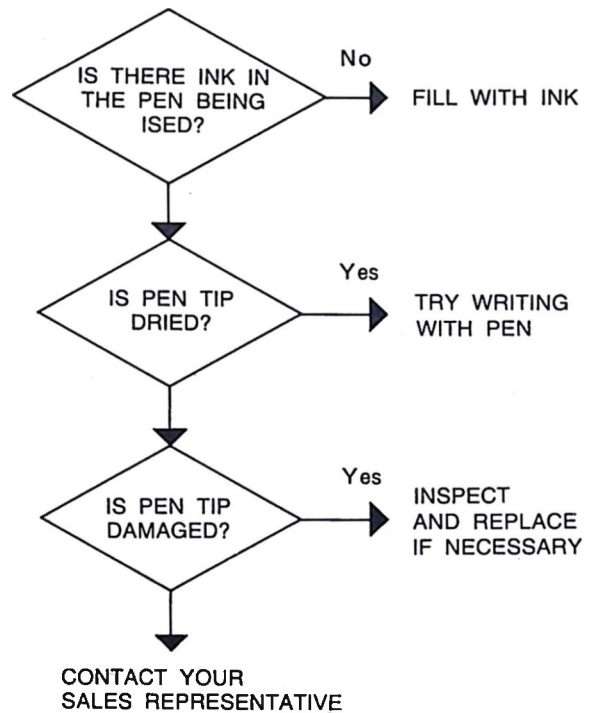 IS THERE INK IN
THE PEN BEING
ISED?
No
FILL WITH INK
IS PEN TIP
DRIED?
Yes
TRY WRITING
WITH PEN
IS PEN TIP
DAMAGED?
Yes
INSPECT
AND REPLACE
IF NECESSARY
CONTACT YOUR
SALES REPRESENTATIVE